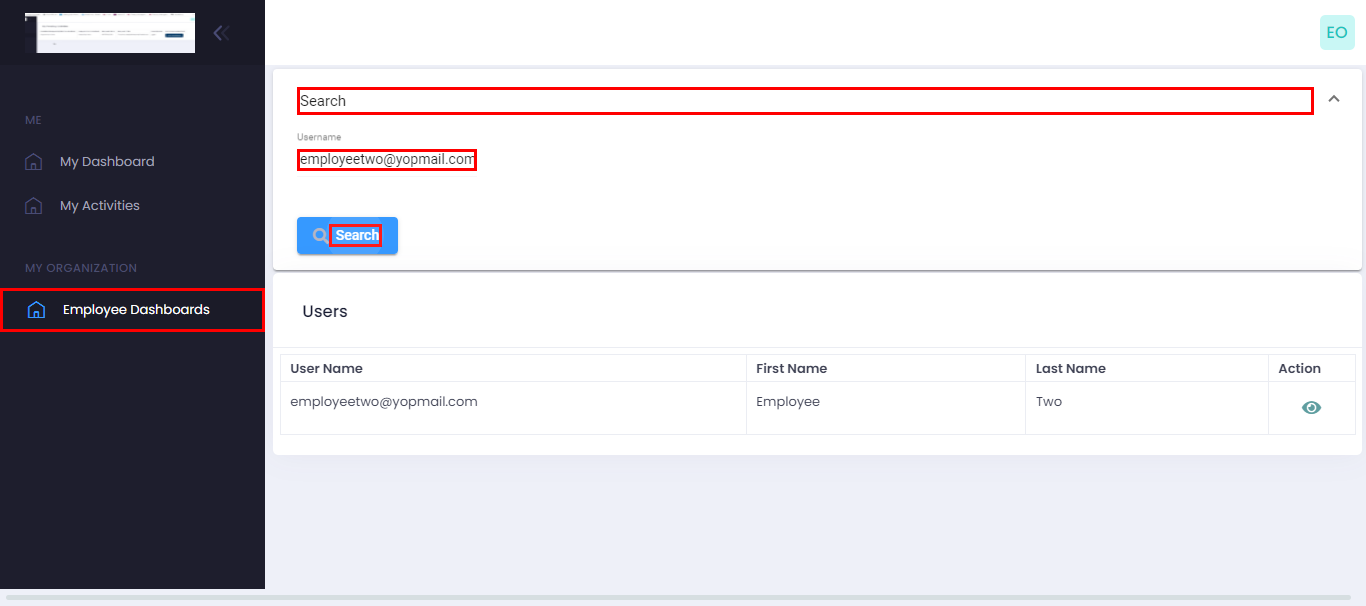 EO
ME
My Dashboard
My Activities
MY ORGANIZATION
Employee Dashboards
Search
Username
employeetwo@yopmail.com
Search
Users
User Name First Name Last Name Action
employeetwo@yopmail.com Employee Two